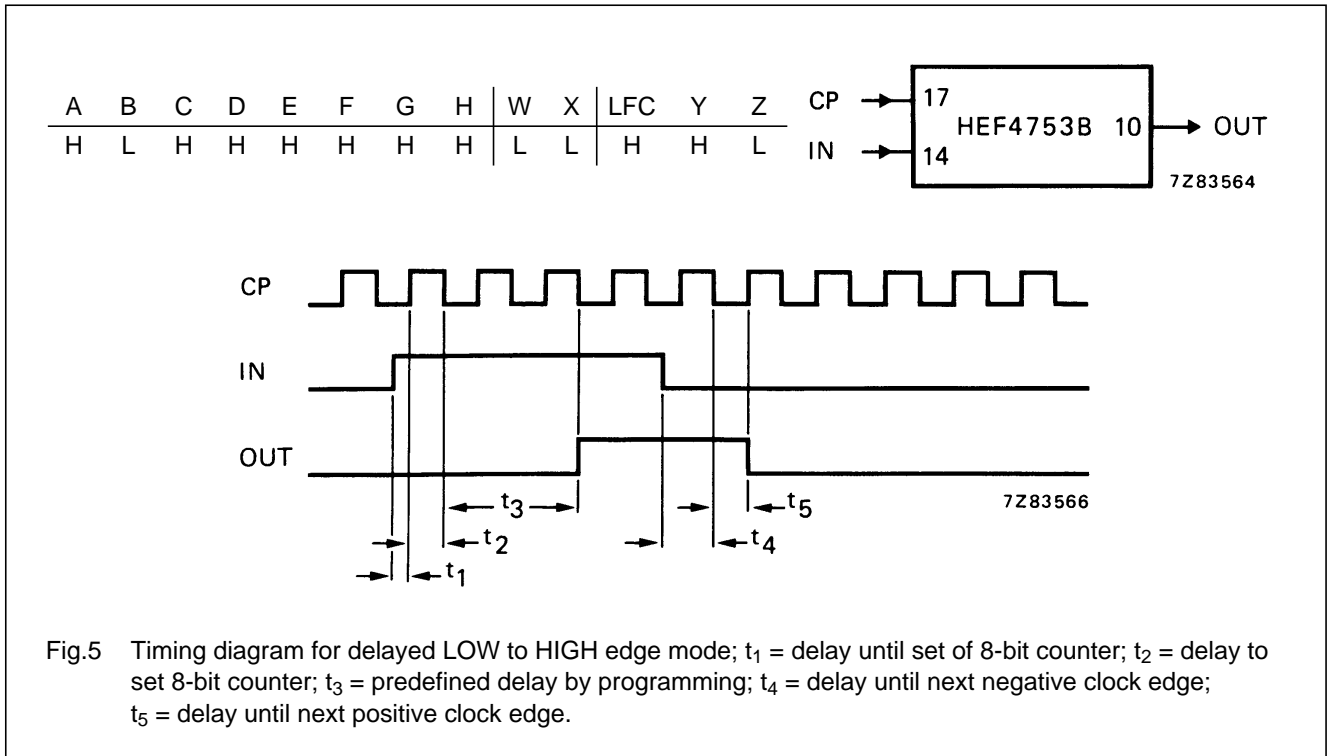 A B C D E F G H W X LFC Y Z
H L H H H H H H L L H H L
CP 17
HEF4753B 10 OUT
IN 14
7Z83564
CP
IN
OUT
t3
t5
7Z83566
t2
t4
t1
Fig.5 Timing diagram for delayed LOW to HIGH edge mode; t1 = delay until set of 8-bit counter; t2 = delay to
set 8-bit counter; t3 = predefined delay by programming; t4 = delay until next negative clock edge;
t5 = delay until next positive clock edge.